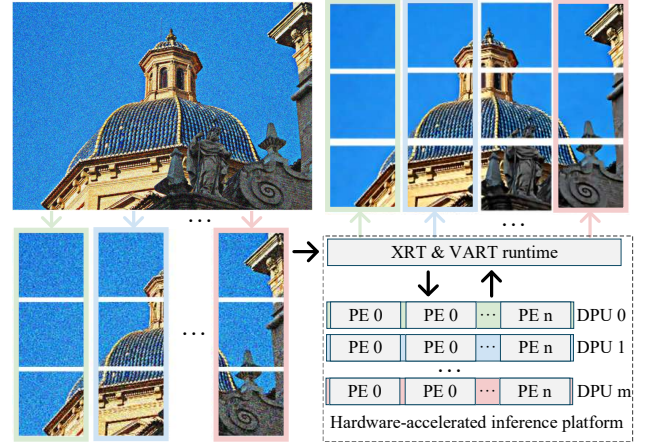 ...
...
XRT & VART runtime
...
PE 0 PE 0 ... PE n DPU 0
PE 0 PE 0 ... PE n DPU 1
...
PE 0 PE 0 ... PE n DPU m
Hardware-accelerated inference platform